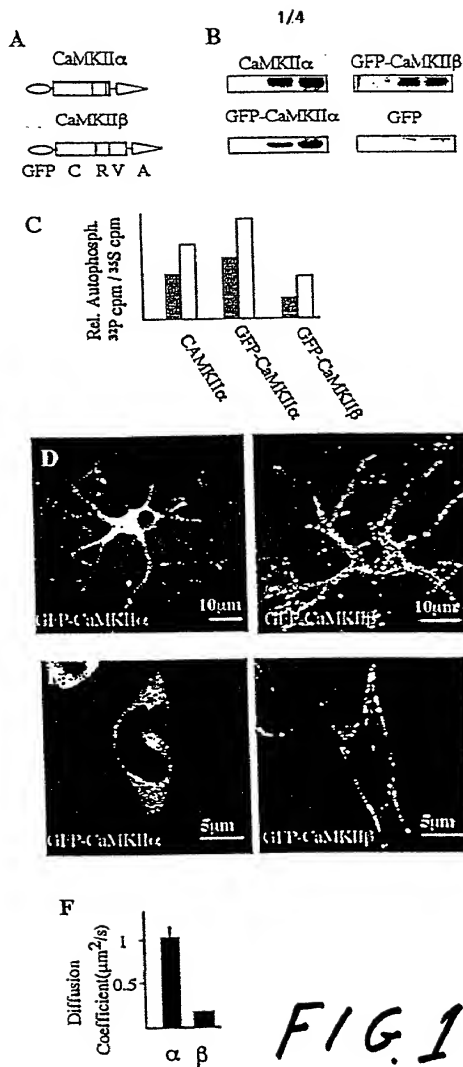 1/4
A
CaMKIIα
CaMKIIβ
GFP C R V A
B
CaMKIIα
GFP-CaMKIIβ
GFP-CaMKIIα
GFP
C
Rel. Autophosph.
³²P cpm / ³⁵S cpm
CAMKIIα
GFP-CaMKIIα
GFP-CaMKIIβ
D
GFP-CaMKIIα
10μm
GFP-CaMKIIβ
10μm
GFP-CaMKIIα
5μm
GFP-CaMKIIβ
5μm
F
Diffusion
Coefficient(μm²/s)
1
0.5
α β
FIG. 1